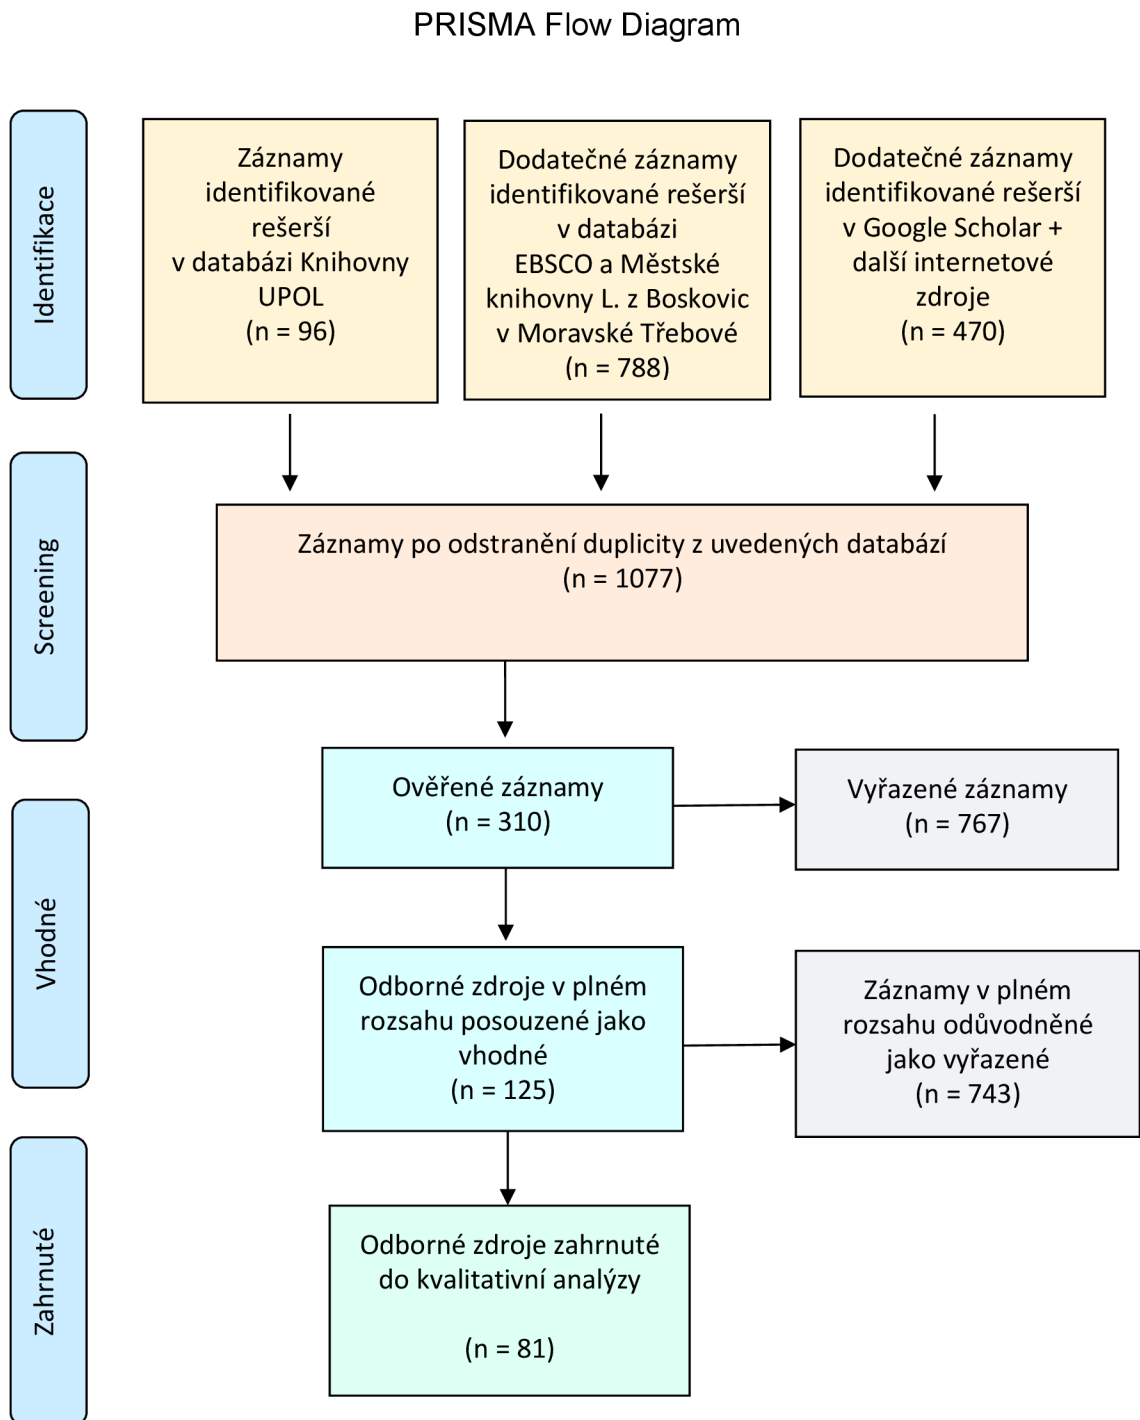 PRISMA Flow Diagram
Identifikace
Záznamy
identifikované
rešerší
v databázi Knihovny
UPOL
(n = 96)
Dodatečné záznamy
identifikované rešerší
v databázi
EBSCO a Městské
knihovny L. z Boskovic
v Moravské Třebové
(n = 788)
Dodatečné záznamy
identifikované rešerší
v Google Scholar +
další internetové
zdroje
(n = 470)
Screening
Záznamy po odstranění duplicity z uvedených databází
(n = 1077)
Ověřené záznamy
(n = 310)
Vyřazené záznamy
(n = 767)
Vhodné
Odborné zdroje v plném
rozsahu posouzené jako
vhodné
(n = 125)
Záznamy v plném
rozsahu odůvodněné
jako vyřazené
(n = 743)
Zahrnuté
Odborné zdroje zahrnuté
do kvalitativní analýzy
(n = 81)